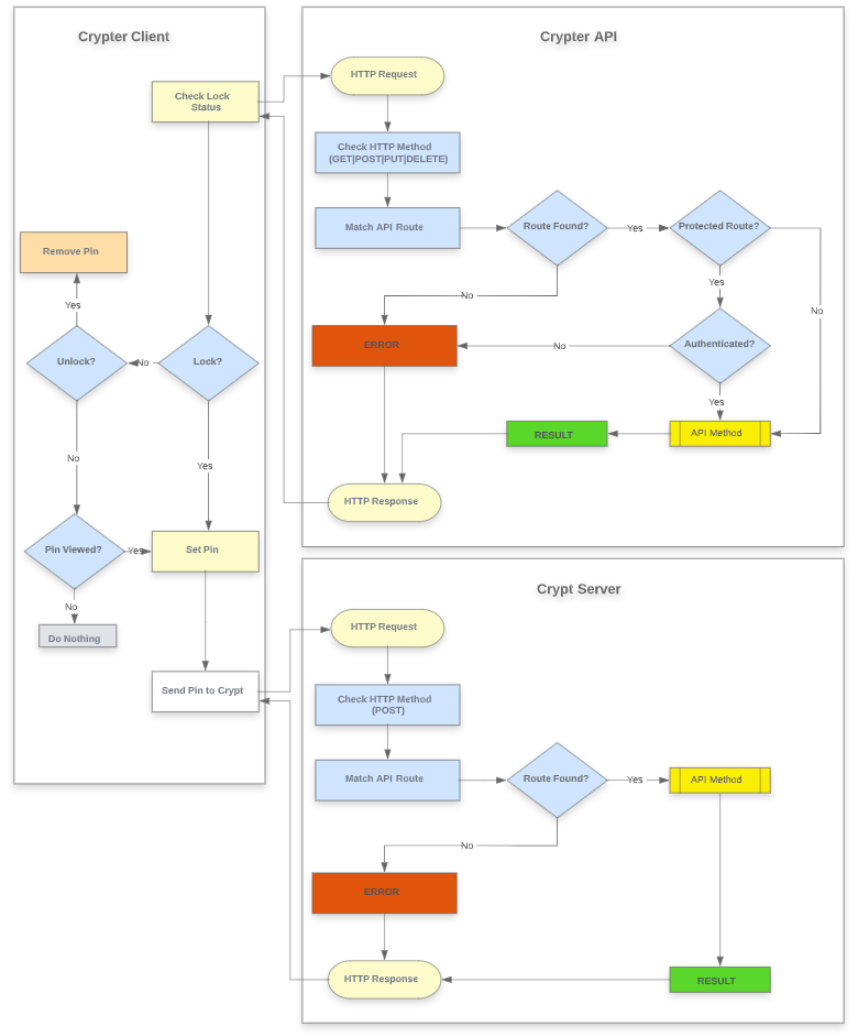 Crypter Client
Check Lock
Status
Remove Pin
Yes
Unlock?
No
Lock?
No
Yes
Pin Viewed?
Yes
Set Pin
No
Do Nothing
Send Pin to Crypt
Crypter API
HTTP Request
Check HTTP Method
(GET|POST|PUT|DELETE)
Match API Route
Route Found?
Yes
Protected Route?
No
Yes
No
ERROR
No
Authenticated?
Yes
RESULT
API Method
HTTP Response
Crypt Server
HTTP Request
Check HTTP Method
(POST)
Match API Route
Route Found?
Yes
API Method
No
ERROR
HTTP Response
RESULT